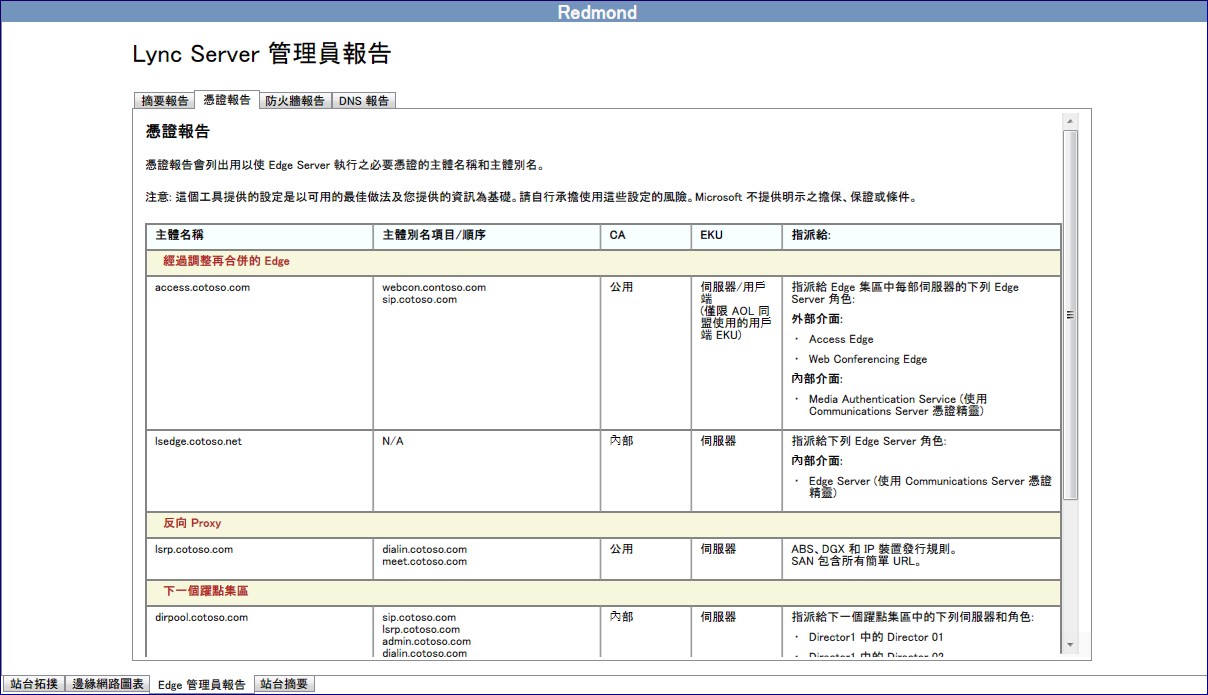 Redmond
Lync Server 管理員報告
摘要報告 憑證報告 防火牆報告 DNS 報告
憑證報告
憑證報告會列出用以使 Edge Server 執行之必要憑證的主體名稱和主體別名。
注意: 這個工具提供的設定是以可用的最佳做法及您提供的資訊為基礎。請自行承擔使用這些設定的風險。Microsoft 不提供明示之擔保、保證或條件。
主體名稱 主體別名項目/順序 CA EKU 指派給:
經過調整再合併的 Edge
access.cotoso.com
webcon.contoso.com
sip.cotoso.com
公用
伺服器/用戶
端
(僅限 AOL 同
盟使用的用戶
端 EKU)
指派給 Edge 集區中每部伺服器的下列 Edge
Server 角色:
外部介面:
· Access Edge
· Web Conferencing Edge
內部介面:
· Media Authentication Service (使用
Communications Server 憑證精靈)
lsedge.cotoso.net
N/A
內部
伺服器
指派給下列 Edge Server 角色:
內部介面:
· Edge Server (使用 Communications Server 憑證
精靈)
反向 Proxy
lsrp.cotoso.com
dialin.cotoso.com
meet.cotoso.com
公用
伺服器
ABS、DGX 和 IP 裝置發行規則。
SAN 包含所有簡單 URL。
下一個躍點集區
dirpool.cotoso.com
sip.cotoso.com
lsrp.cotoso.com
admin.cotoso.com
dialin.cotoso.com
內部
伺服器
指派給下一個躍點集區中的下列伺服器和角色:
· Director1 中的 Director 01
· Director1 中的 Director 02
站台拓撲 邊緣網路圖表 Edge 管理員報告 站台摘要